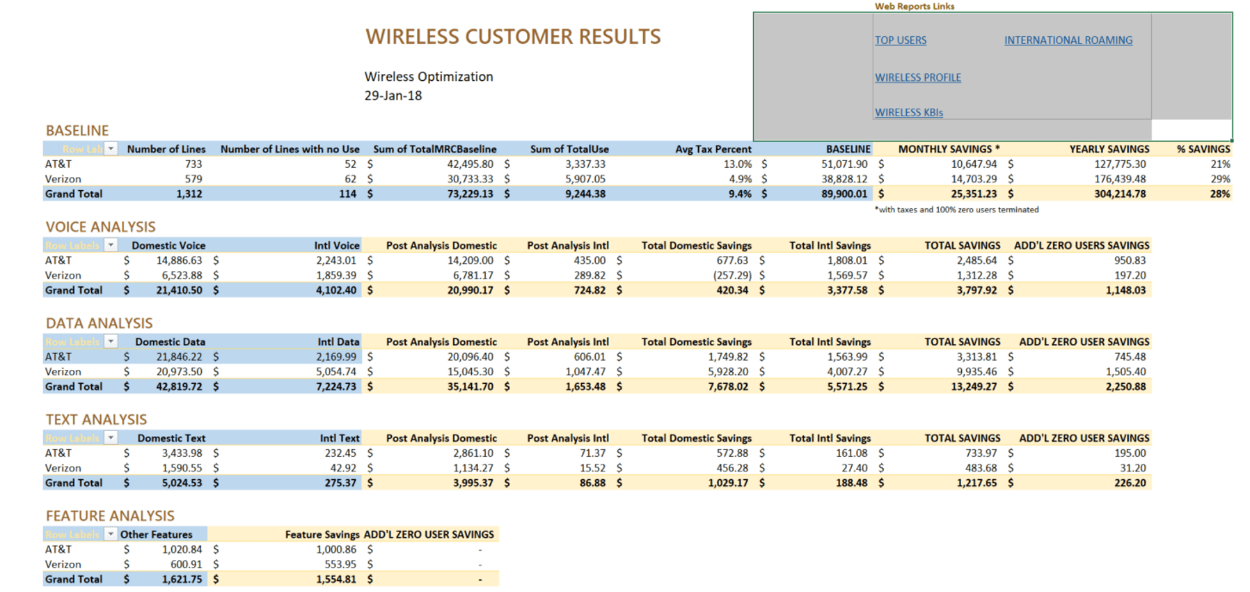 Web Reports Links
WIRELESS CUSTOMER RESULTS
TOP USERS INTERNATIONAL ROAMING
Wireless Optimization
WIRELESS PROFILE
29-Jan-18
WIRELESS KBIs
BASELINE
Row Lab Number of Lines Number of Lines with no Use Sum of TotalMRCBaseline Sum of TotalUse Avg Tax Percent BASELINE MONTHLY SAVINGS * YEARLY SAVINGS % SAVINGS
AT&T 733 52 $ 42,495.80 $ 3,337.33 13.0% $ 51,071.90 $ 10,647.94 $ 127,775.30 21%
Verizon 579 62 $ 30,733.33 $ 5,907.05 4.9% $ 38,828.12 $ 14,703.29 $ 176,439.48 29%
Grand Total 1,312 114 $ 73,229.13 $ 9,244.38 9.4% $ 89,900.01 $ 25,351.23 $ 304,214.78 28%
*with taxes and 100% zero users terminated
VOICE ANALYSIS
Row Labels Domestic Voice Intl Voice Post Analysis Domestic Post Analysis Intl Total Domestic Savings Total Intl Savings TOTAL SAVINGS ADD'L ZERO USERS SAVINGS
AT&T $ 14,886.63 $ 2,243.01 $ 14,209.00 $ 435.00 $ 677.63 $ 1,808.01 $ 2,485.64 $ 950.83
Verizon $ 6,523.88 $ 1,859.39 $ 6,781.17 $ 289.82 $ (257.29) $ 1,569.57 $ 1,312.28 $ 197.20
Grand Total $ 21,410.50 $ 4,102.40 $ 20,990.17 $ 724.82 $ 420.34 $ 3,377.58 $ 3,797.92 $ 1,148.03
DATA ANALYSIS
Row Labels Domestic Data Intl Data Post Analysis Domestic Post Analysis Intl Total Domestic Savings Total Intl Savings TOTAL SAVINGS ADD'L ZERO USER SAVINGS
AT&T $ 21,846.22 $ 2,169.99 $ 20,096.40 $ 606.01 $ 1,749.82 $ 1,563.99 $ 3,313.81 $ 745.48
Verizon $ 20,973.50 $ 5,054.74 $ 15,045.30 $ 1,047.47 $ 5,928.20 $ 4,007.27 $ 9,935.46 $ 1,505.40
Grand Total $ 42,819.72 $ 7,224.73 $ 35,141.70 $ 1,653.48 $ 7,678.02 $ 5,571.25 $ 13,249.27 $ 2,250.88
TEXT ANALYSIS
Row Labels Domestic Text Intl Text Post Analysis Domestic Post Analysis Intl Total Domestic Savings Total Intl Savings TOTAL SAVINGS ADD'L ZERO USER SAVINGS
AT&T $ 3,433.98 $ 232.45 $ 2,861.10 $ 71.37 $ 572.88 $ 161.08 $ 733.97 $ 195.00
Verizon $ 1,590.55 $ 42.92 $ 1,134.27 $ 15.52 $ 456.28 $ 27.40 $ 483.68 $ 31.20
Grand Total $ 5,024.53 $ 275.37 $ 3,995.37 $ 86.88 $ 1,029.17 $ 188.48 $ 1,217.65 $ 226.20
FEATURE ANALYSIS
Row Labels Other Features Feature Savings ADD'L ZERO USER SAVINGS
AT&T $ 1,020.84 $ 1,000.86 $ -
Verizon $ 600.91 $ 553.95 $ -
Grand Total $ 1,621.75 $ 1,554.81 $ -